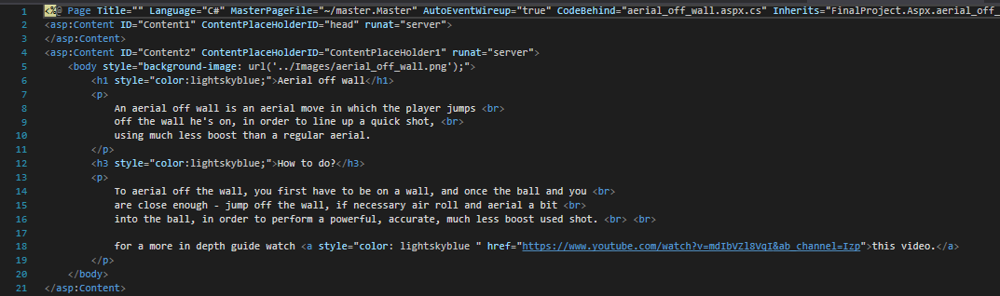 1 <%@ Page Title="" Language="C#" MasterPageFile="~/master.Master" AutoEventWireup="true" CodeBehind="aerial_off_wall.aspx.cs" Inherits="FinalProject.Aspx.aerial_off_
2 <asp:Content ID="Content1" ContentPlaceHolderID="head" runat="server">
3 </asp:Content>
4 <asp:Content ID="Content2" ContentPlaceHolderID="ContentPlaceHolder1" runat="server">
5 <body style="background-image: url('../Images/aerial_off_wall.png');">
6 <h1 style="color:lightskyblue;">Aerial off wall</h1>
7 <p>
8 An aerial off wall is an aerial move in which the player jumps <br>
9 off the wall he's on, in order to line up a quick shot, <br>
10 using much less boost than a regular aerial.
11 </p>
12 <h3 style="color:lightskyblue;">How to do?</h3>
13 <p>
14 To aerial off the wall, you first have to be on a wall, and once the ball and you <br>
15 are close enough - jump off the wall, if necessary air roll and aerial a bit <br>
16 into the ball, in order to perform a powerful, accurate, much less boost used shot. <br> <br>
17
18 for a more in depth guide watch <a style="color: lightskyblue " href="https://www.youtube.com/watch?v=mdIbVZl8VqI&ab_channel=Izp">this video.</a>
19 </p>
20 </body>
21 </asp:Content>